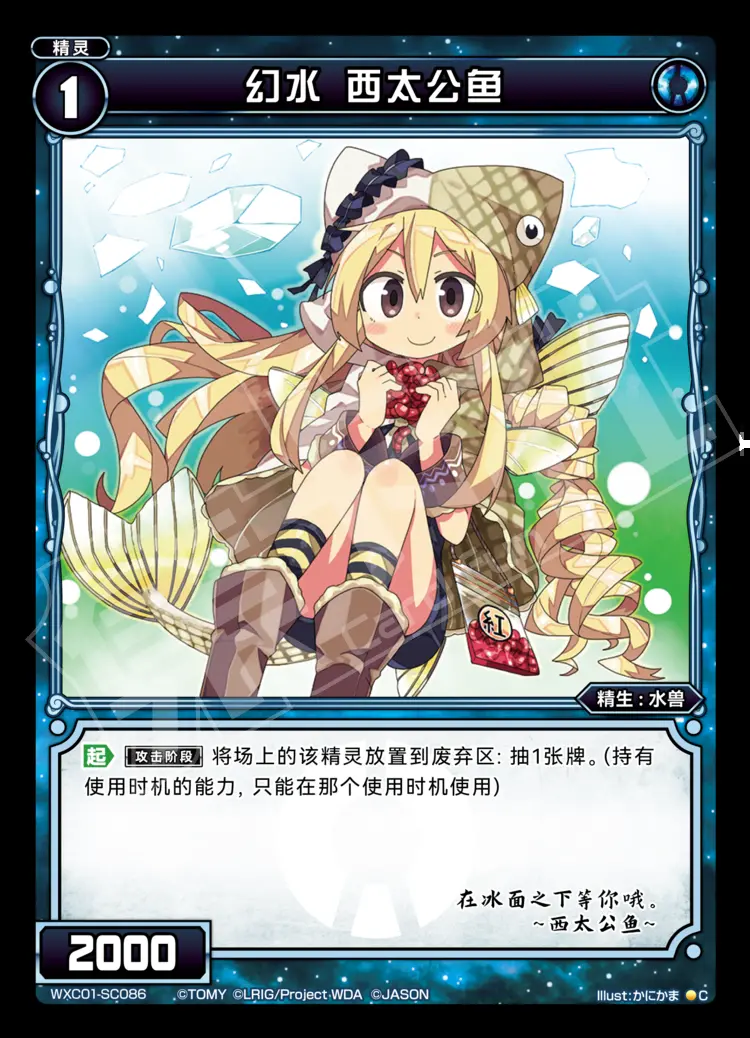 精灵
1
幻水 西太公鱼
紅
精生：水兽
起 攻击阶段 将场上的该精灵放置到废弃区：抽1张牌。（持有
使用时机的能力，只能在那个使用时机使用）
在冰面之下等你哦。
~西太公鱼~
2000
WXC01-SC086 ©TOMY ©LRIG/Project WDA ©JASON
Illust:かにかま C